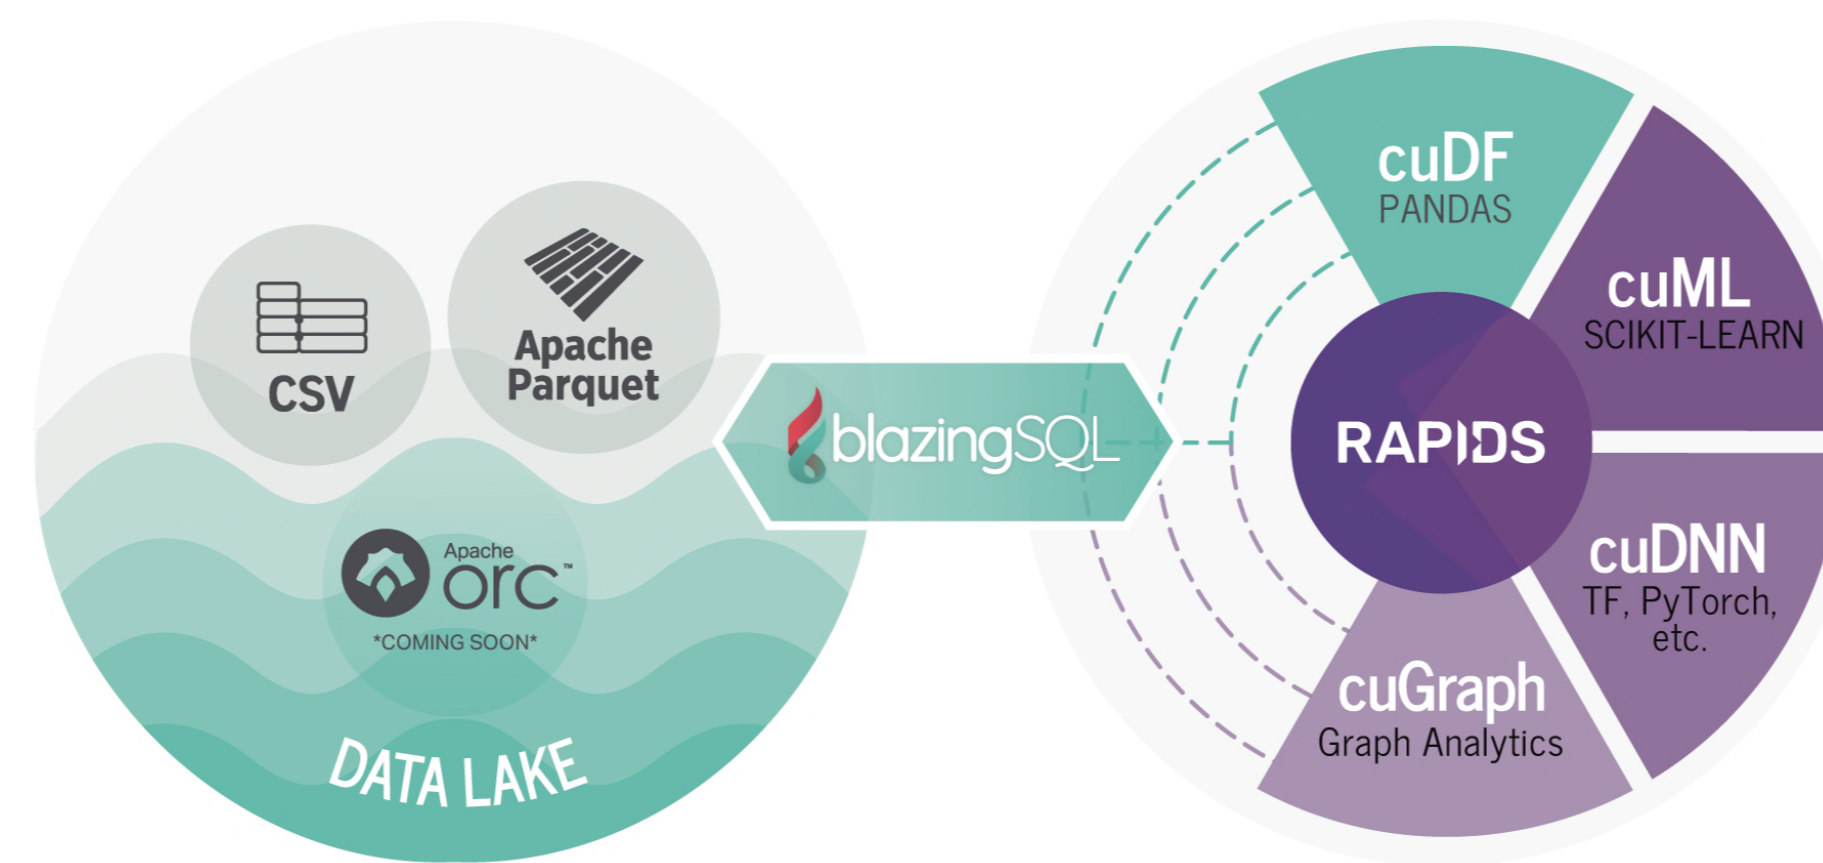 CSV
Apache
Parquet
Apache
orc™
*COMING SOON*
DATA LAKE
blazingSQL
cuDF
PANDAS
cuML
SCIKIT-LEARN
RAPIDS
cuDNN
TF, PyTorch,
etc.
cuGraph
Graph Analytics